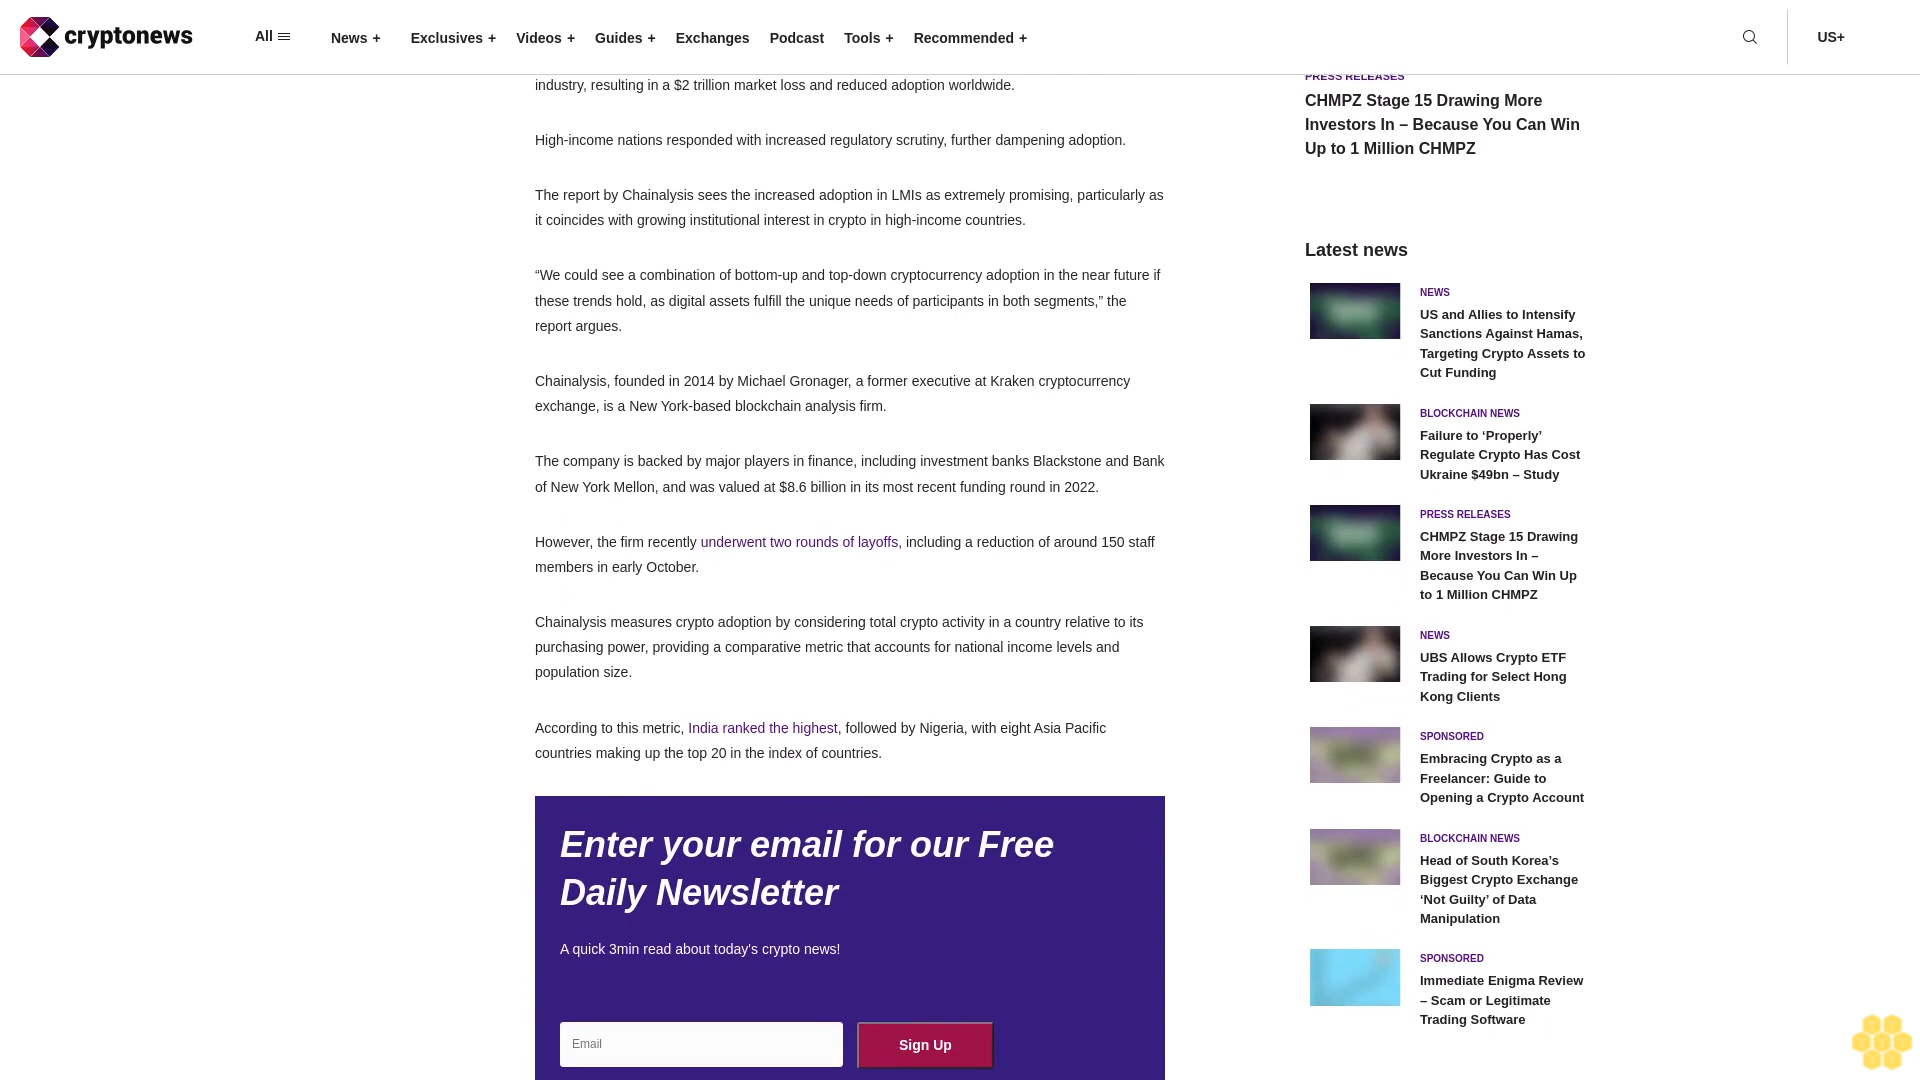 cryptonews
All
News +
Exclusives +
Videos +
Guides +
Exchanges
Podcast
Tools +
Recommended +
US+
industry, resulting in a $2 trillion market loss and reduced adoption worldwide.
High-income nations responded with increased regulatory scrutiny, further dampening adoption.
The report by Chainalysis sees the increased adoption in LMIs as extremely promising, particularly as
it coincides with growing institutional interest in crypto in high-income countries.
“We could see a combination of bottom-up and top-down cryptocurrency adoption in the near future if
these trends hold, as digital assets fulfill the unique needs of participants in both segments,” the
report argues.
Chainalysis, founded in 2014 by Michael Gronager, a former executive at Kraken cryptocurrency
exchange, is a New York-based blockchain analysis firm.
The company is backed by major players in finance, including investment banks Blackstone and Bank
of New York Mellon, and was valued at $8.6 billion in its most recent funding round in 2022.
However, the firm recently underwent two rounds of layoffs, including a reduction of around 150 staff
members in early October.
Chainalysis measures crypto adoption by considering total crypto activity in a country relative to its
purchasing power, providing a comparative metric that accounts for national income levels and
population size.
According to this metric, India ranked the highest, followed by Nigeria, with eight Asia Pacific
countries making up the top 20 in the index of countries.
Enter your email for our Free
Daily Newsletter
A quick 3min read about today's crypto news!
Email
Sign Up
PRESS RELEASES
CHMPZ Stage 15 Drawing More
Investors In – Because You Can Win
Up to 1 Million CHMPZ
Latest news
NEWS
US and Allies to Intensify
Sanctions Against Hamas,
Targeting Crypto Assets to
Cut Funding
BLOCKCHAIN NEWS
Failure to ‘Properly’
Regulate Crypto Has Cost
Ukraine $49bn – Study
PRESS RELEASES
CHMPZ Stage 15 Drawing
More Investors In –
Because You Can Win Up
to 1 Million CHMPZ
NEWS
UBS Allows Crypto ETF
Trading for Select Hong
Kong Clients
SPONSORED
Embracing Crypto as a
Freelancer: Guide to
Opening a Crypto Account
BLOCKCHAIN NEWS
Head of South Korea’s
Biggest Crypto Exchange
‘Not Guilty’ of Data
Manipulation
SPONSORED
Immediate Enigma Review
– Scam or Legitimate
Trading Software